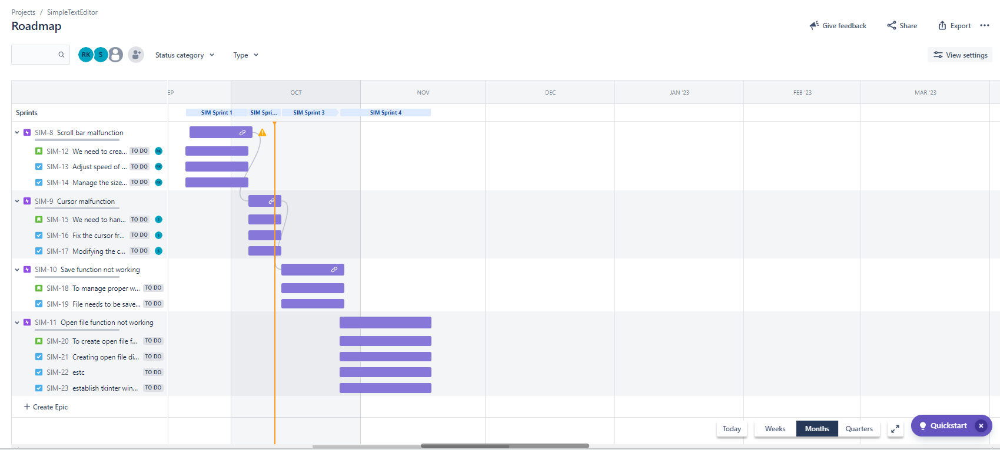 Projects / SimpleTextEditor
Roadmap
Give feedback
Share
Export
RK S
Status category
Type
View settings
EP OCT NOV DEC JAN '23 FEB '23 MAR '23
Sprints SIM Sprint 1 SIM Spri... SIM Sprint 3 SIM Sprint 4
SIM-8 Scroll bar malfunction
SIM-12 We need to crea... TO DO RK
SIM-13 Adjust speed of ... TO DO RK
SIM-14 Manage the size... TO DO RK
SIM-9 Cursor malfunction
SIM-15 We need to han... TO DO S
SIM-16 Fix the cursor fr... TO DO S
SIM-17 Modifying the c... TO DO S
SIM-10 Save function not working
SIM-18 To manage proper w... TO DO
SIM-19 File needs to be save... TO DO
SIM-11 Open file function not working
SIM-20 To create open file f... TO DO
SIM-21 Creating open file di... TO DO
SIM-22 estc TO DO
SIM-23 establish tkinter win... TO DO
+ Create Epic
Today Weeks Months Quarters
Quickstart